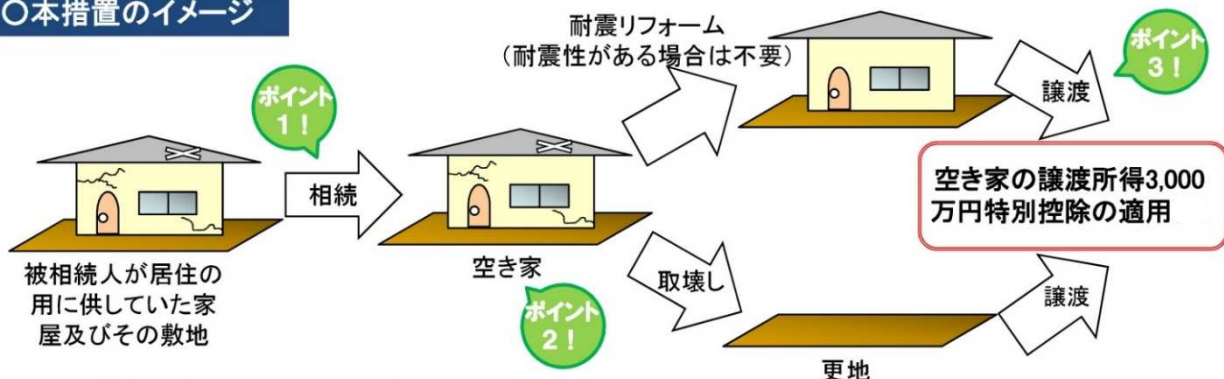 ○本措置のイメージ
ポイント
1！
相続
被相続人が居住の
用に供していた家
屋及びその敷地
空き家
ポイント
2！
耐震リフォーム
（耐震性がある場合は不要）
取壊し
更地
譲渡
譲渡
ポイント
3！
空き家の譲渡所得3,000
万円特別控除の適用